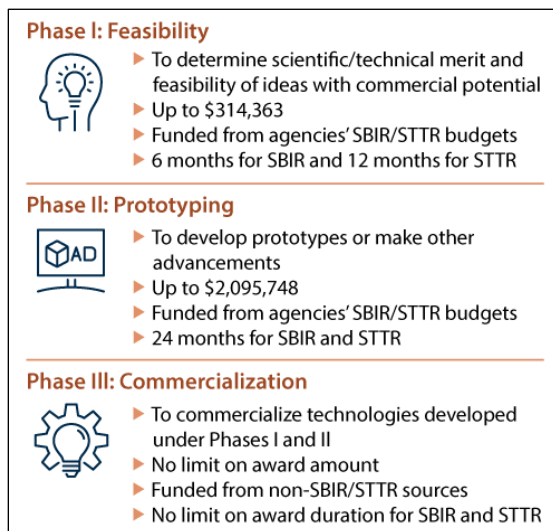 Phase I: Feasibility
▶ To determine scientific/technical merit and
feasibility of ideas with commercial potential
▶ Up to $314,363
▶ Funded from agencies’ SBIR/STTR budgets
▶ 6 months for SBIR and 12 months for STTR
Phase II: Prototyping
AD
▶ To develop prototypes or make other
advancements
▶ Up to $2,095,748
▶ Funded from agencies’ SBIR/STTR budgets
▶ 24 months for SBIR and STTR
Phase III: Commercialization
▶ To commercialize technologies developed
under Phases I and II
▶ No limit on award amount
▶ Funded from non-SBIR/STTR sources
▶ No limit on award duration for SBIR and STTR